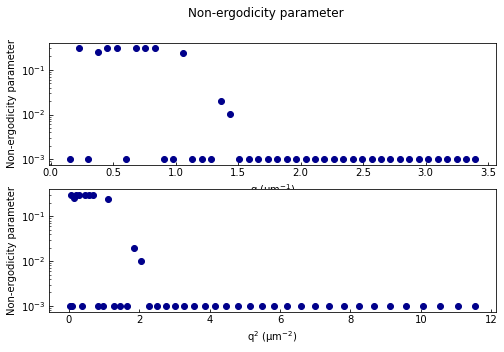 Non-ergodicity parameter
Non-ergodicity parameter
10⁻¹
10⁻²
10⁻³
0.0 0.5 1.0 1.5 2.0 2.5 3.0 3.5
q (μm⁻¹)
Non-ergodicity parameter
10⁻¹
10⁻²
10⁻³
0 2 4 6 8 10 12
q² (μm⁻²)